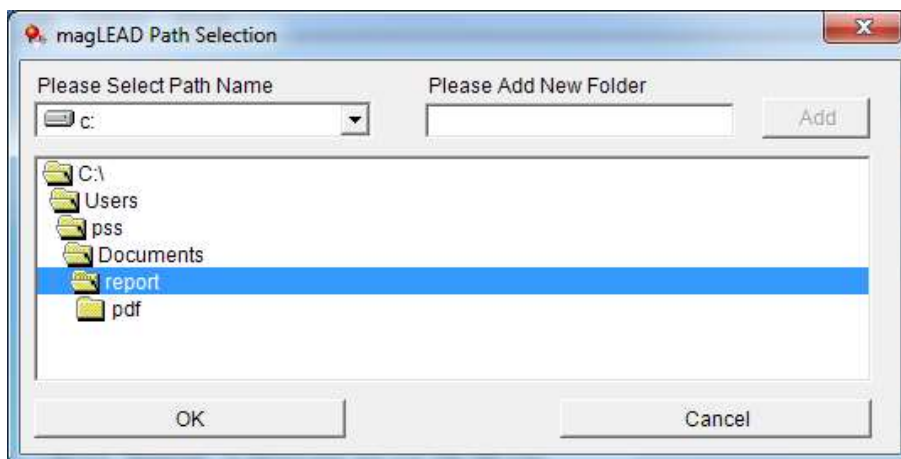 magLEAD Path Selection
Please Select Path Name
Please Add New Folder
c:
Add
C:\
Users
pss
Documents
report
pdf
OK
Cancel